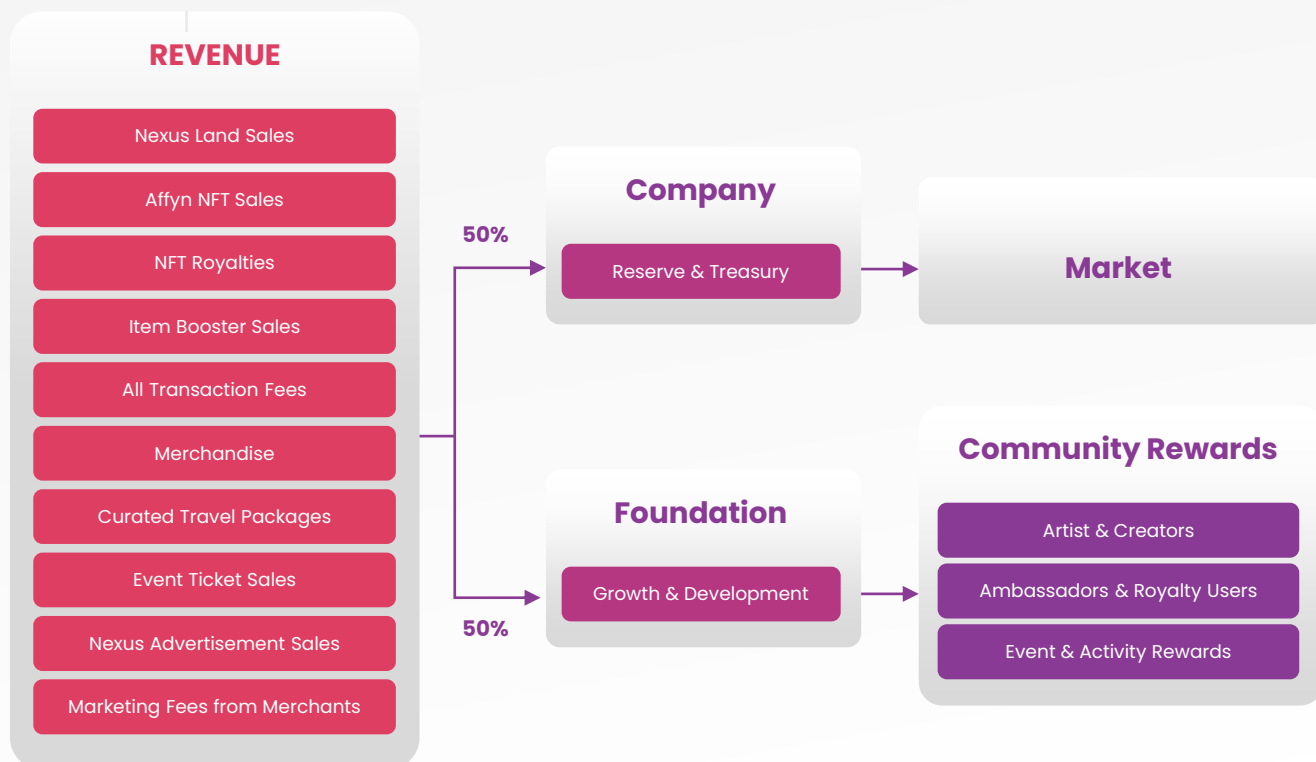 REVENUE
Nexus Land Sales
Affyn NFT Sales
NFT Royalties
Item Booster Sales
All Transaction Fees
Merchandise
Curated Travel Packages
Event Ticket Sales
Nexus Advertisement Sales
Marketing Fees from Merchants
50%
50%
Company
Reserve & Treasury
Foundation
Growth & Development
Market
Community Rewards
Artist & Creators
Ambassadors & Royalty Users
Event & Activity Rewards